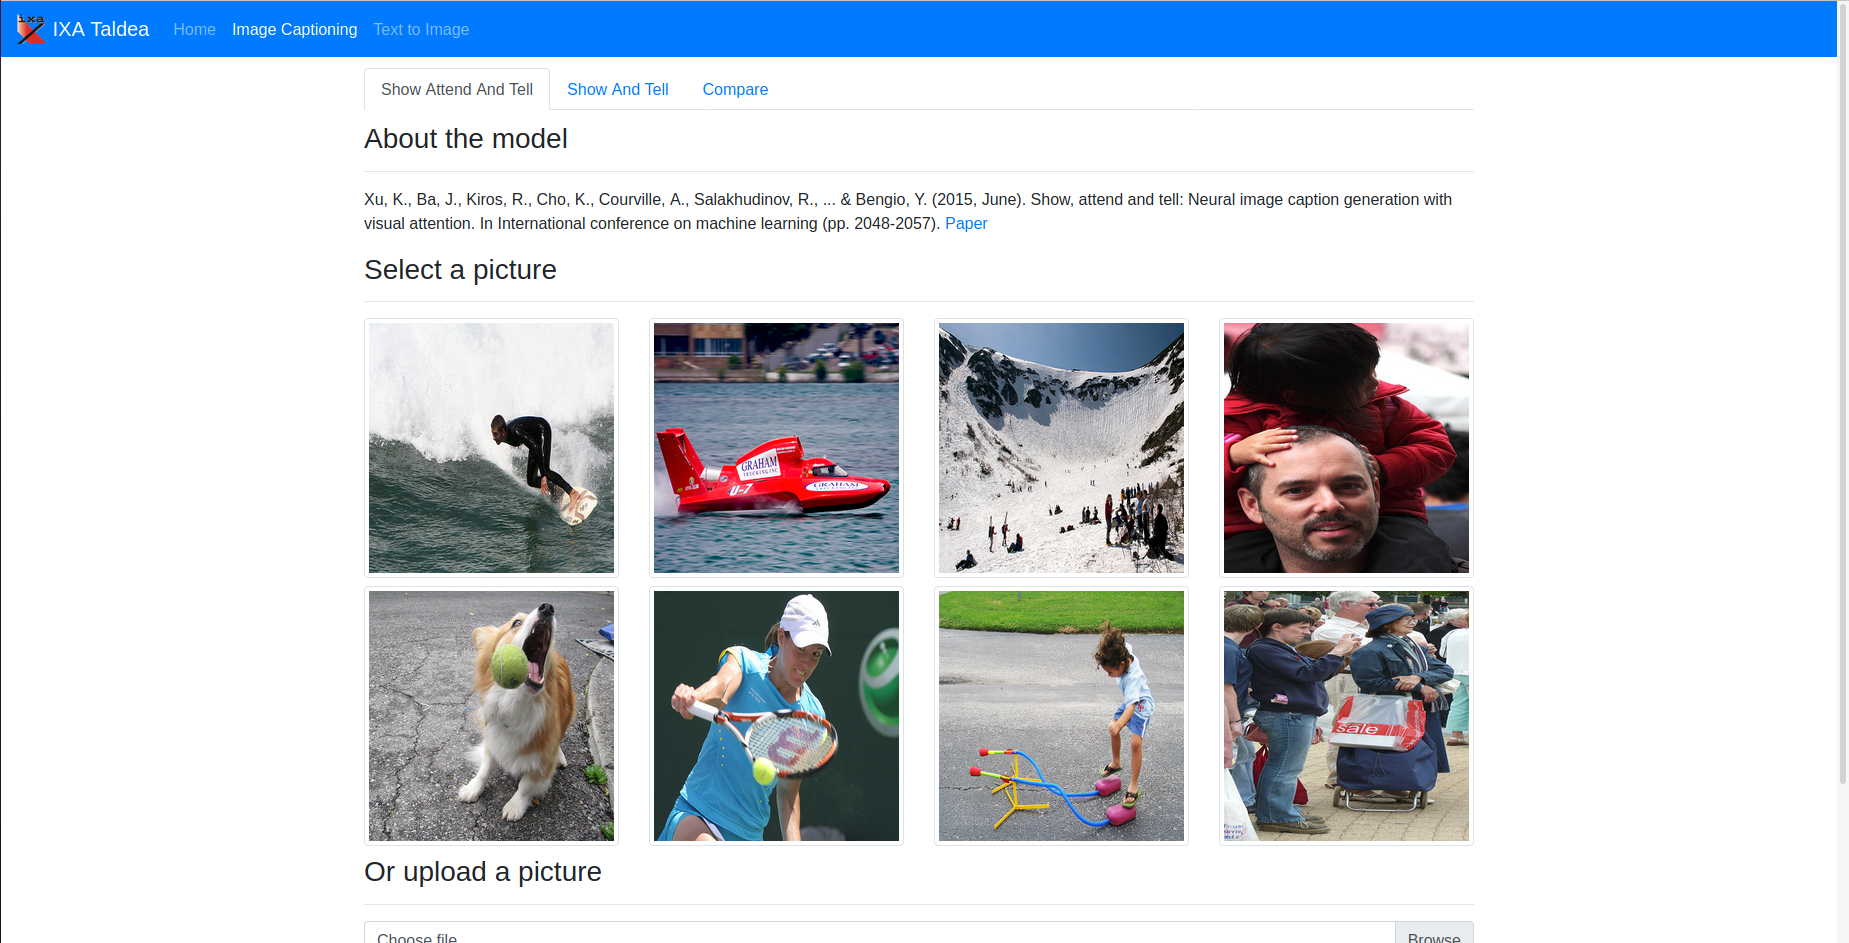 ixa
IXA Taldea
Home
Image Captioning
Text to Image
Show Attend And Tell
Show And Tell
Compare
About the model
Xu, K., Ba, J., Kiros, R., Cho, K., Courville, A., Salakhudinov, R., ... & Bengio, Y. (2015, June). Show, attend and tell: Neural image caption generation with
visual attention. In International conference on machine learning (pp. 2048-2057). Paper
Select a picture
GRAHAM
TRUCKING INC
U-7
GRAHAM
sale
Or upload a picture
Choose file
Browse